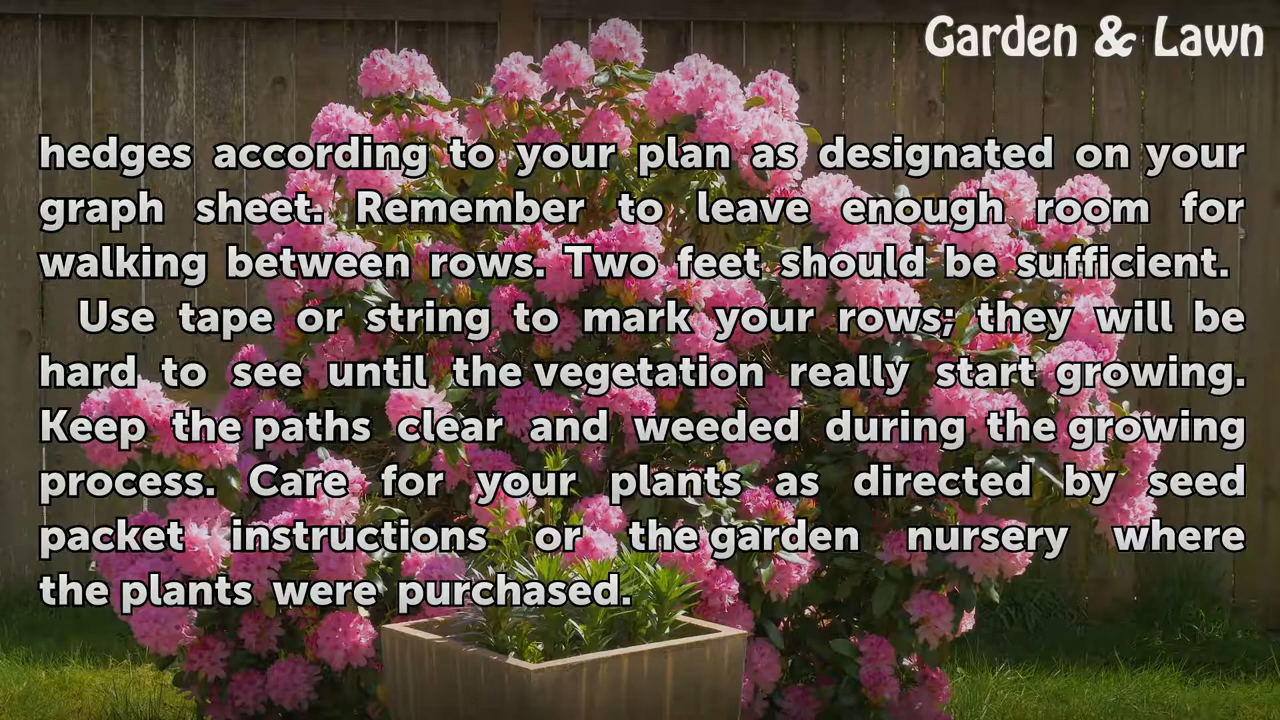 Garden & Lawn
hedges according to your plan as designated on your
graph sheet. Remember to leave enough room for
walking between rows. Two feet should be sufficient.
Use tape or string to mark your rows; they will be
hard to see until the vegetation really start growing.
Keep the paths clear and weeded during the growing
process. Care for your plants as directed by seed
packet instructions or the garden nursery where
the plants were purchased.